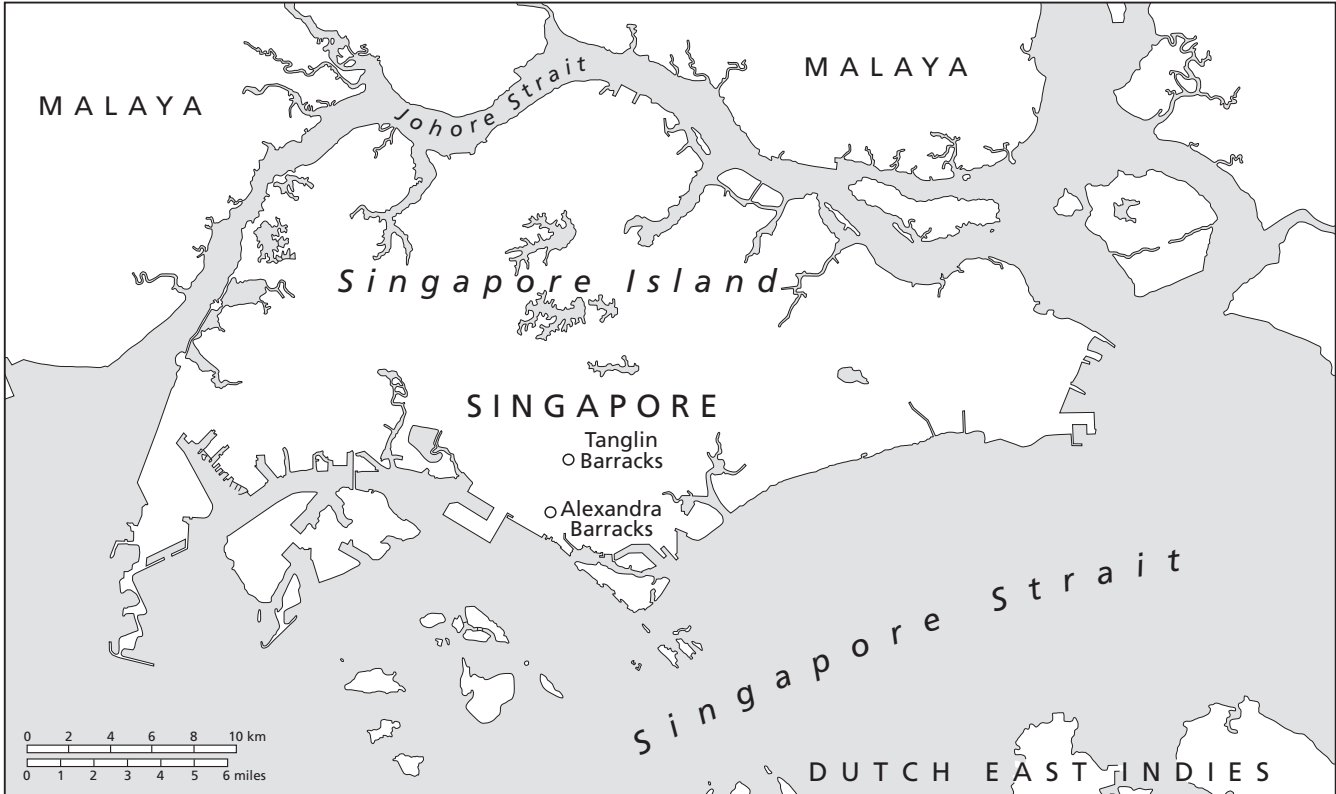 MALAYA
MALAYA
Johore Strait
Singapore Island
SINGAPORE
Tanglin
Barracks
Alexandra
Barracks
Singapore Strait
0 2 4 6 8 10 km
0 1 2 3 4 5 6 miles
DUTCH EAST INDIES